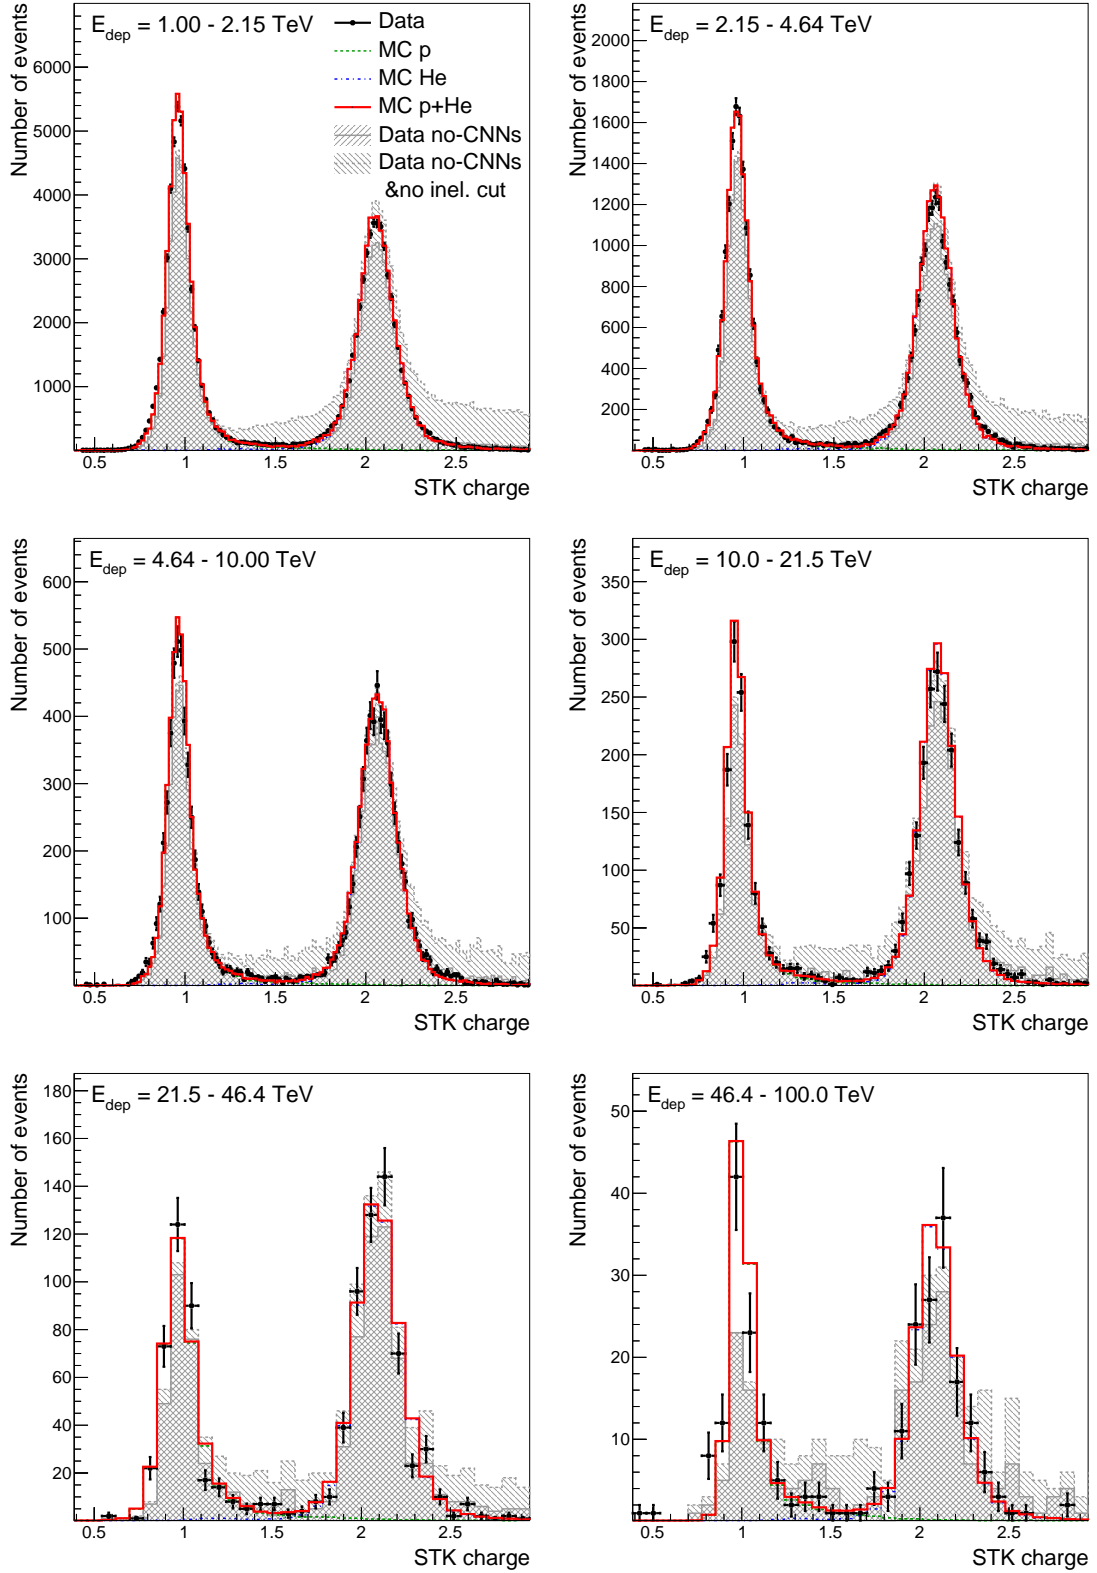 E_dep = 1.00 - 2.15 TeV
Data
MC p
MC He
MC p+He
Data no-CNNs
Data no-CNNs
&no inel. cut
Number of events
6000
5000
4000
3000
2000
1000
0.5 1 1.5 2 2.5
STK charge
E_dep = 2.15 - 4.64 TeV
Number of events
2000
1800
1600
1400
1200
1000
800
600
400
200
0.5 1 1.5 2 2.5
STK charge
E_dep = 4.64 - 10.00 TeV
Number of events
600
500
400
300
200
100
0.5 1 1.5 2 2.5
STK charge
E_dep = 10.0 - 21.5 TeV
Number of events
350
300
250
200
150
100
50
0.5 1 1.5 2 2.5
STK charge
E_dep = 21.5 - 46.4 TeV
Number of events
180
160
140
120
100
80
60
40
20
0.5 1 1.5 2 2.5
STK charge
E_dep = 46.4 - 100.0 TeV
Number of events
50
40
30
20
10
0.5 1 1.5 2 2.5
STK charge